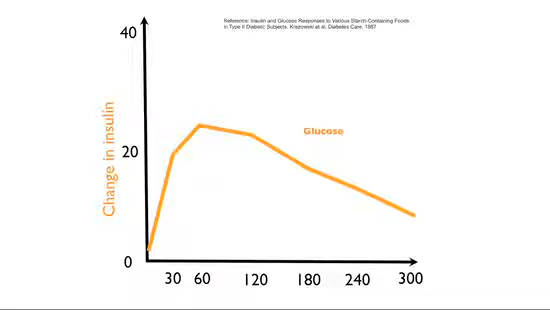 Reference: Insulin and Glucose Responses to Various Starch-Containing Foods
in Type II Diabetic Subjects. Krezowski et al, Diabetes Care. 1987
40
Glucose
Change in insulin
20
0
30 60 120 180 240 300